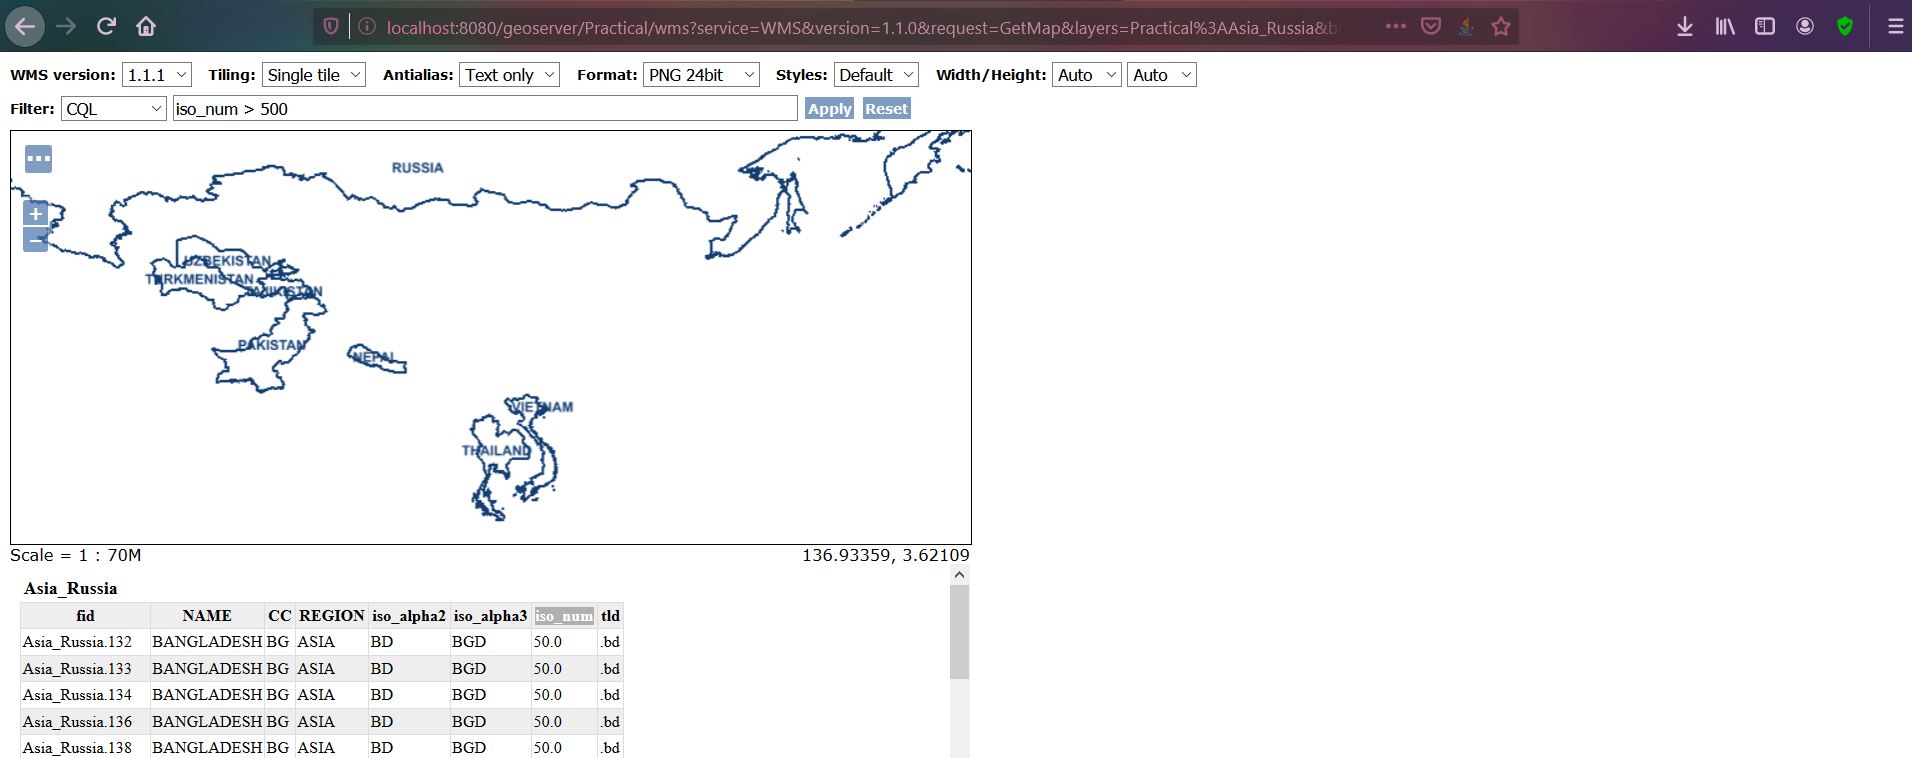 localhost:8080/geoserver/Practical/wms?service=WMS&version=1.1.0&request=GetMap&layers=Practical%3AAsia_Russia&b
WMS version: 1.1.1 Tiling: Single tile Antialias: Text only Format: PNG 24bit Styles: Default Width/Height: Auto Auto
Filter: CQL iso_num > 500 Apply Reset
RUSSIA
UZBEKISTAN
TURKMENISTAN
TAJIKISTAN
PAKISTAN
NEPAL
VIETNAM
THAILAND
Scale = 1 : 70M 136.93359, 3.62109
Asia_Russia
fid NAME CC REGION iso_alpha2 iso_alpha3 iso_num tld
Asia_Russia.132 BANGLADESH BG ASIA BD BGD 50.0 .bd
Asia_Russia.133 BANGLADESH BG ASIA BD BGD 50.0 .bd
Asia_Russia.134 BANGLADESH BG ASIA BD BGD 50.0 .bd
Asia_Russia.136 BANGLADESH BG ASIA BD BGD 50.0 .bd
Asia_Russia.138 BANGLADESH BG ASIA BD BGD 50.0 .bd